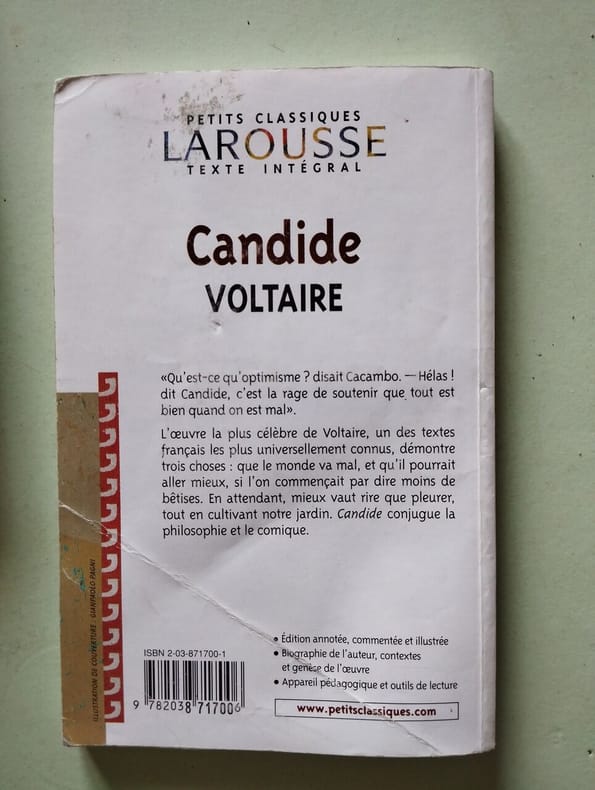 PETITS CLASSIQUES
LAROUSSE
TEXTE INTÉGRAL
Candide
VOLTAIRE
«Qu'est-ce qu'optimisme ? disait Cacambo. — Hélas !
dit Candide, c'est la rage de soutenir que tout est
bien quand on est mal».
L'œuvre la plus célèbre de Voltaire, un des textes
français les plus universellement connus, démontre
trois choses : que le monde va mal, et qu'il pourrait
aller mieux, si l'on commençait par dire moins de
bêtises. En attendant, mieux vaut rire que pleurer,
tout en cultivant notre jardin. Candide conjugue la
philosophie et le comique.
ILLUSTRATION DE COUVERTURE : GIANPAOLO PAGNI
ISBN 2-03-871700-1
9 782038 717006
• Édition annotée, commentée et illustrée
• Biographie de l'auteur, contextes
et genèse de l'œuvre
• Appareil pédagogique et outils de lecture
www.petitsclassiques.com